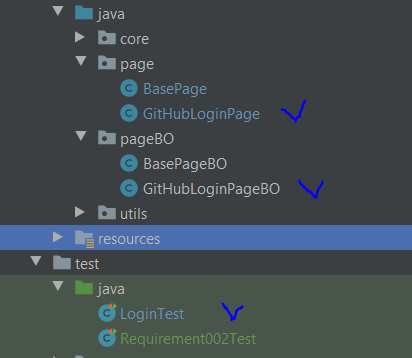 java
core
page
BasePage
GitHubLoginPage
pageBO
BasePageBO
GitHubLoginPageBO
utils
resources
test
java
LoginTest
Requirement002Test